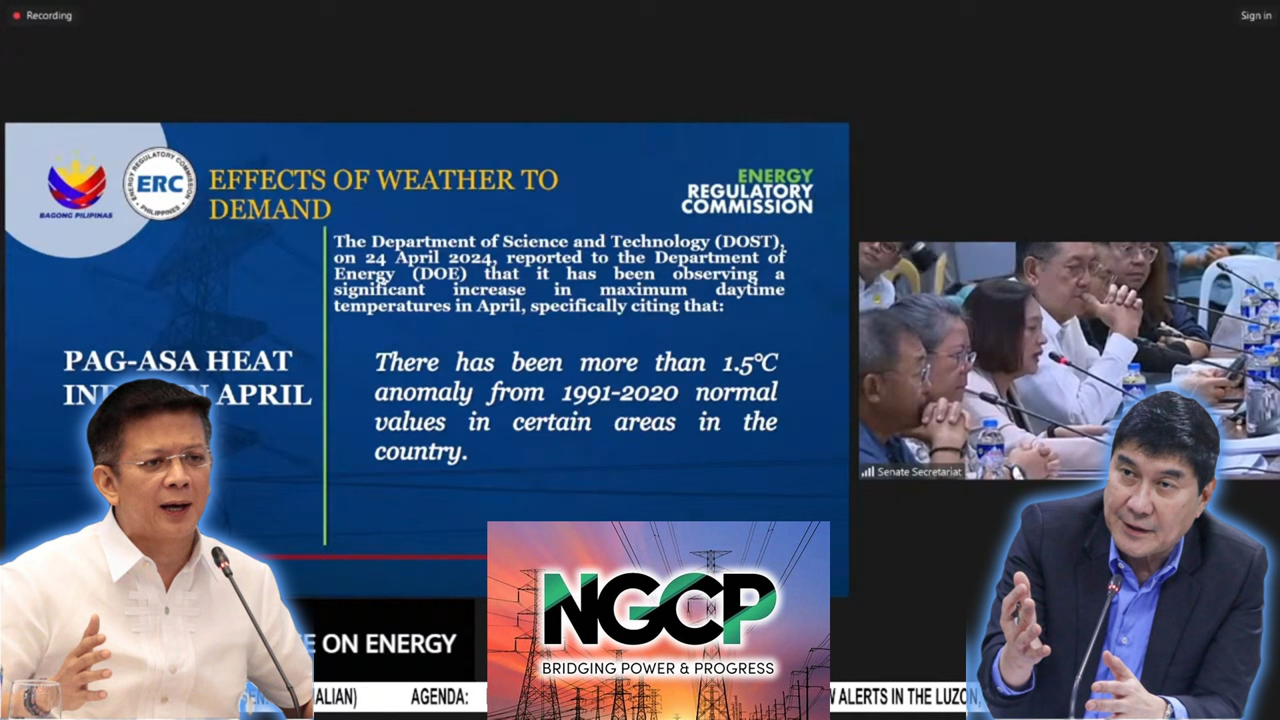 Recording
Sign in
BAGONG PILIPINAS
ENERGY REGULATORY COMMISSION
ERC
PHILIPPINES
EFFECTS OF WEATHER TO
DEMAND
ENERGY
REGULATORY
COMMISSION
The Department of Science and Technology (DOST),
on 24 April 2024, reported to the Department of
Energy (DOE) that it has been observing a
significant increase in maximum daytime
temperatures in April, specifically citing that:
PAG-ASA HEAT
APRIL
There has been more than 1.5°C
anomaly from 1991-2020 normal
values in certain areas in the
country.
Senate Secretariat
NGCP
BRIDGING POWER & PROGRESS
ON ENERGY
ALIAN) AGENDA: ALERTS IN THE LUZON,